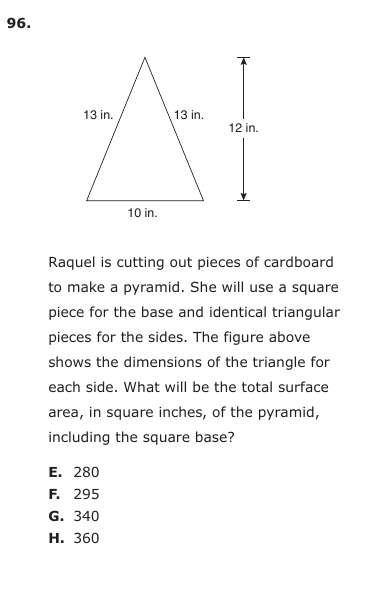 96.
13 in. 13 in.
12 in.
10 in.
Raquel is cutting out pieces of cardboard
to make a pyramid. She will use a square
piece for the base and identical triangular
pieces for the sides. The figure above
shows the dimensions of the triangle for
each side. What will be the total surface
area, in square inches, of the pyramid,
including the square base?
E. 280
F. 295
G. 340
H. 360